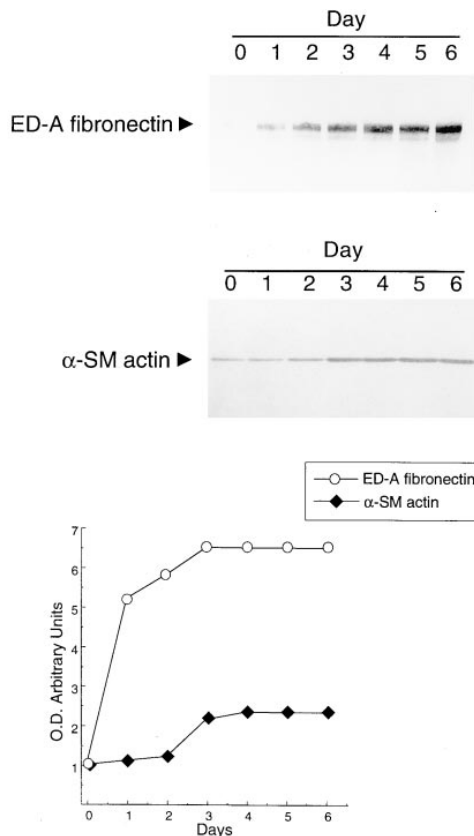 Day
0 1 2 3 4 5 6
ED-A fibronectin
Day
0 1 2 3 4 5 6
α-SM actin
ED-A fibronectin
α-SM actin
7
6
5
4
3
2
1
O.D. Arbitrary Units
0 1 2 3 4 5 6
Days